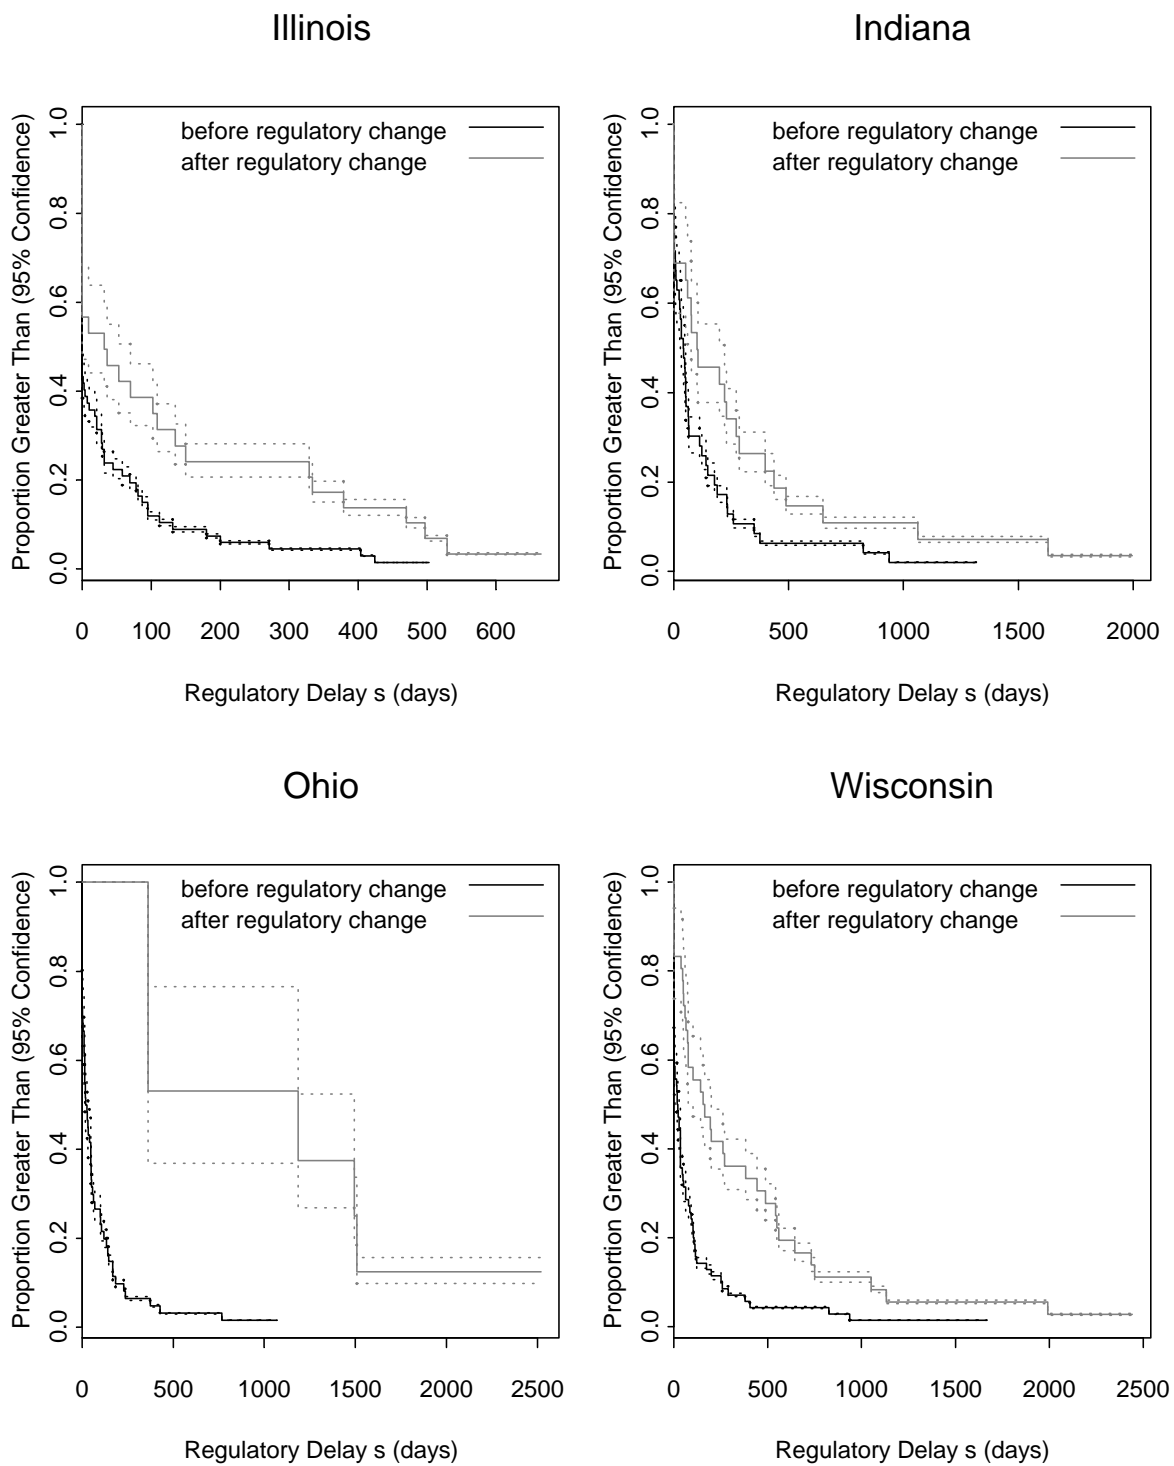 Illinois
Proportion Greater Than (95% Confidence)
1.0
0.8
0.6
0.4
0.2
0.0
before regulatory change
after regulatory change
0 100 200 300 400 500 600
Regulatory Delay s (days)
Indiana
Proportion Greater Than (95% Confidence)
1.0
0.8
0.6
0.4
0.2
0.0
before regulatory change
after regulatory change
0 500 1000 1500 2000
Regulatory Delay s (days)
Ohio
Proportion Greater Than (95% Confidence)
1.0
0.8
0.6
0.4
0.2
0.0
before regulatory change
after regulatory change
0 500 1000 1500 2000 2500
Regulatory Delay s (days)
Wisconsin
Proportion Greater Than (95% Confidence)
1.0
0.8
0.6
0.4
0.2
0.0
before regulatory change
after regulatory change
0 500 1000 1500 2000 2500
Regulatory Delay s (days)